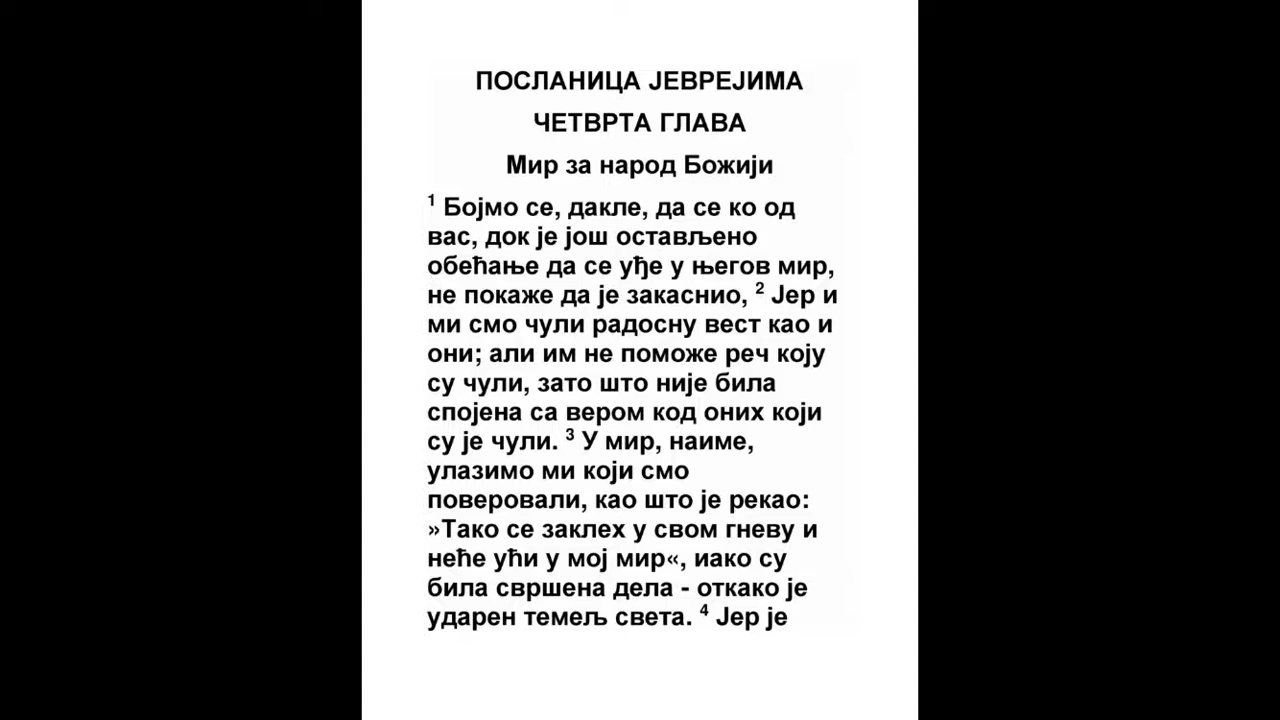 ПОСЛАНИЦА ЈЕВРЕЈИМА
ЧЕТВРТА ГЛАВА
Мир за народ Божији
¹ Бојмо се, дакле, да се ко од
вас, док је још остављено
обећање да се уђе у његов мир,
не покаже да је закаснио, ² Јер и
ми смо чули радосну вест као и
они; али им не поможе реч коју
су чули, зато што није била
спојена са вером код оних који
су је чули. ³ У мир, наиме,
улазимо ми који смо
поверовали, као што је рекао:
»Тако се заклех у свом гневу и
неће ући у мој мир«, иако су
била свршена дела - откако је
ударен темељ света. ⁴ Јер је